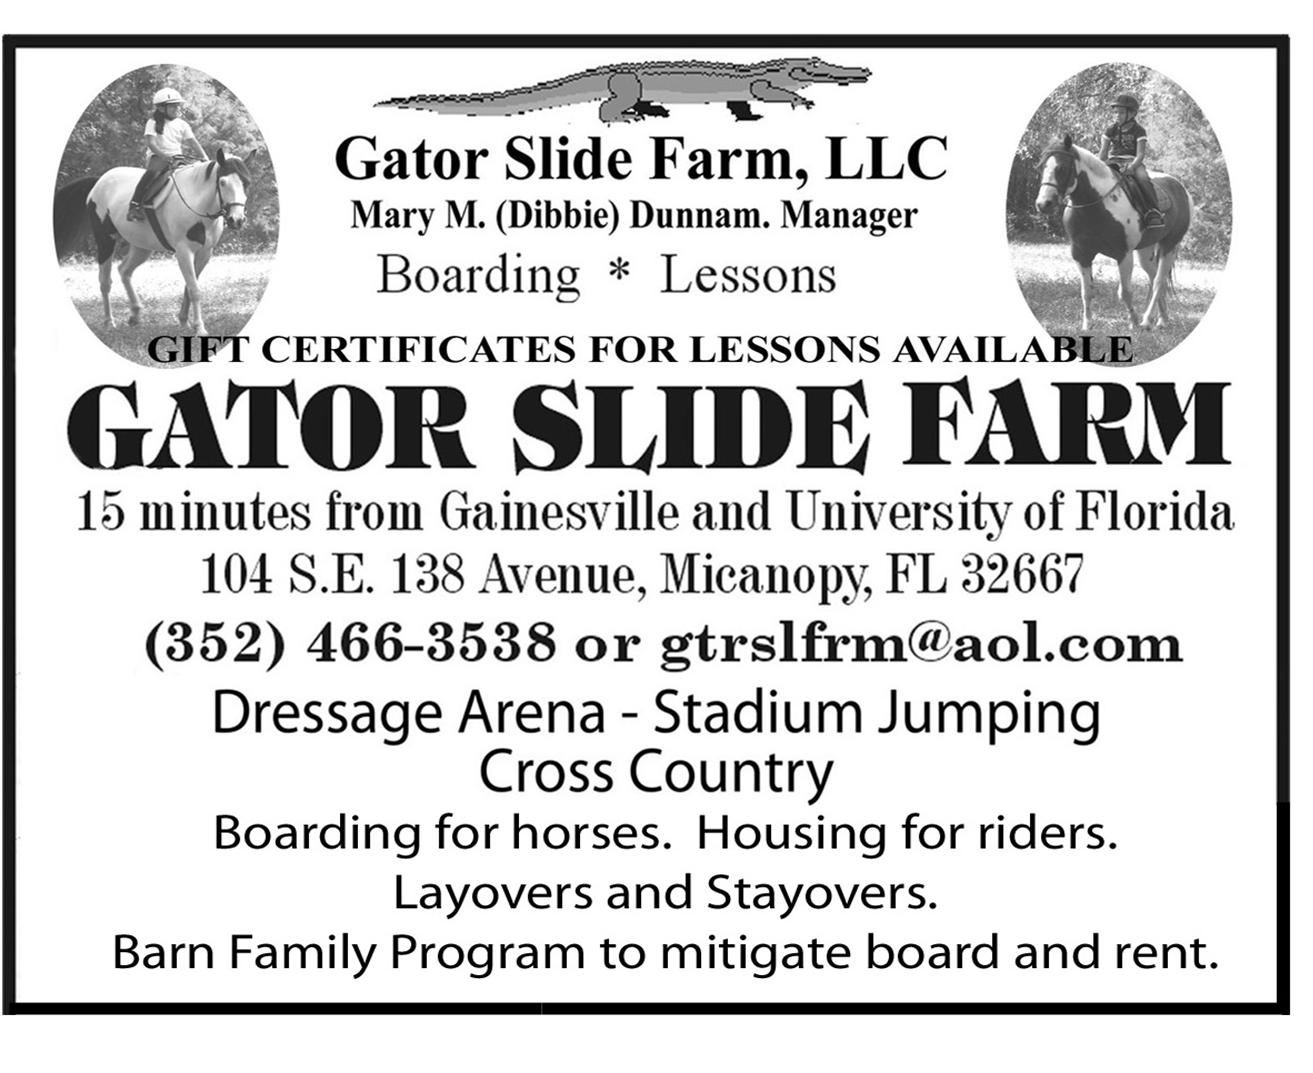 Gator Slide Farm, LLC
Mary M. (Dibbie) Dunnam. Manager
Boarding * Lessons
GIFT CERTIFICATES FOR LESSONS AVAILABLE
GATOR SLIDE FARM
15 minutes from Gainesville and University of Florida
104 S.E. 138 Avenue, Micanopy, FL 32667
(352) 466-3538 or gtrslfrm@aol.com
Dressage Arena - Stadium Jumping
Cross Country
Boarding for horses. Housing for riders.
Layovers and Stayovers.
Barn Family Program to mitigate board and rent.